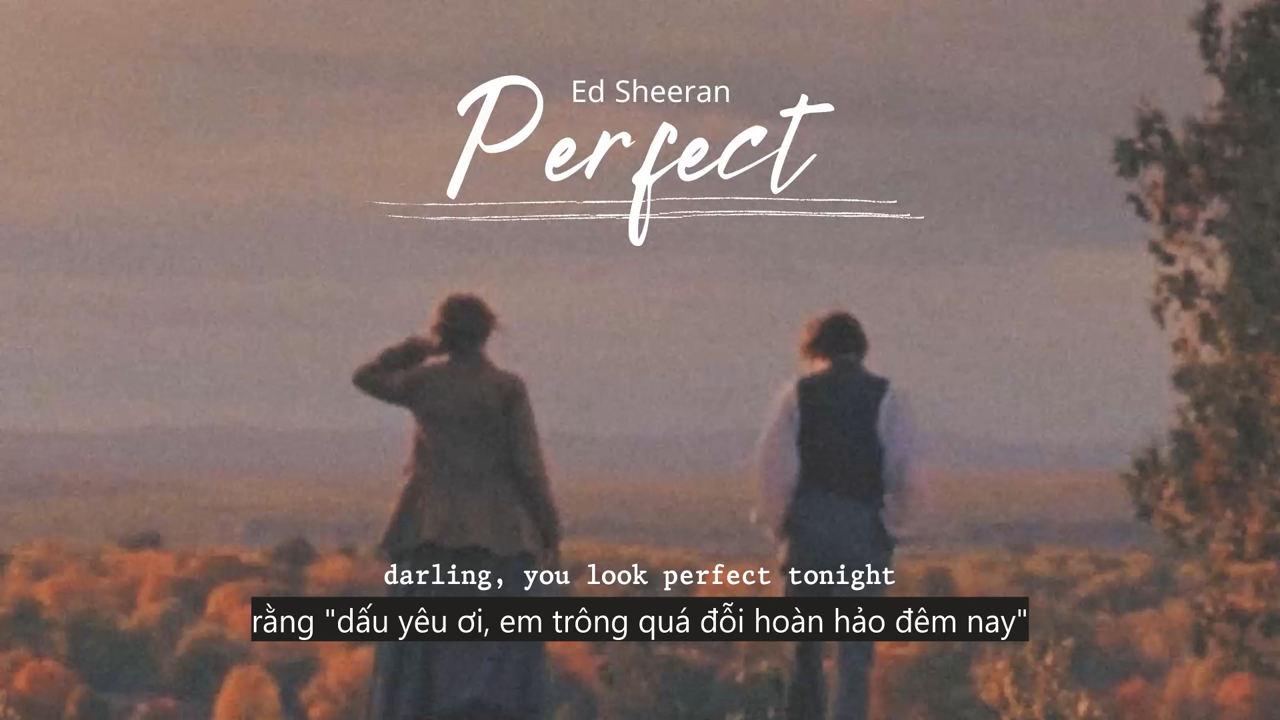 Ed Sheeran
Perfect
darling, you look perfect tonight
rằng "dấu yêu ơi, em trông quá đỗi hoàn hảo đêm nay"